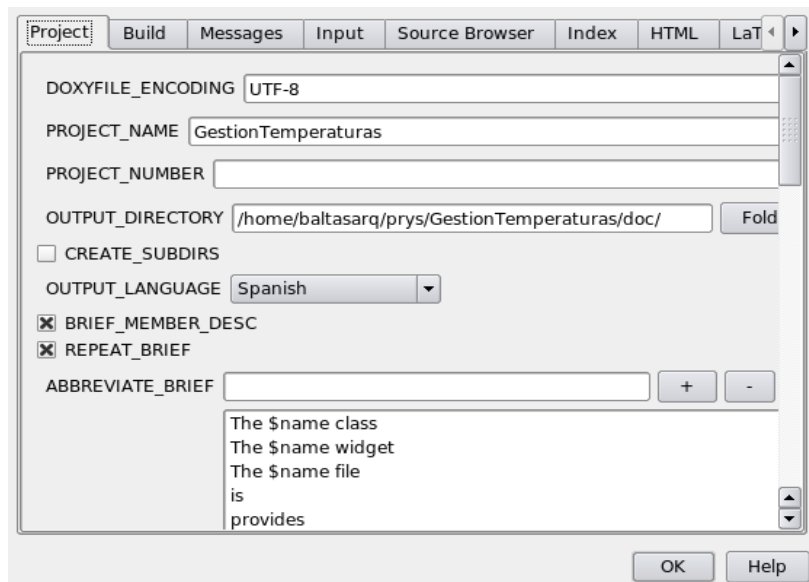 Project Build Messages Input Source Browser Index HTML LaT
DOXYFILE_ENCODING UTF-8
PROJECT_NAME GestionTemperaturas
PROJECT_NUMBER
OUTPUT_DIRECTORY /home/baltasarq/prys/GestionTemperaturas/doc/ Fold
CREATE_SUBDIRS
OUTPUT_LANGUAGE Spanish
BRIEF_MEMBER_DESC
REPEAT_BRIEF
ABBREVIATE_BRIEF + -
The $name class
The $name widget
The $name file
is
provides
OK Help